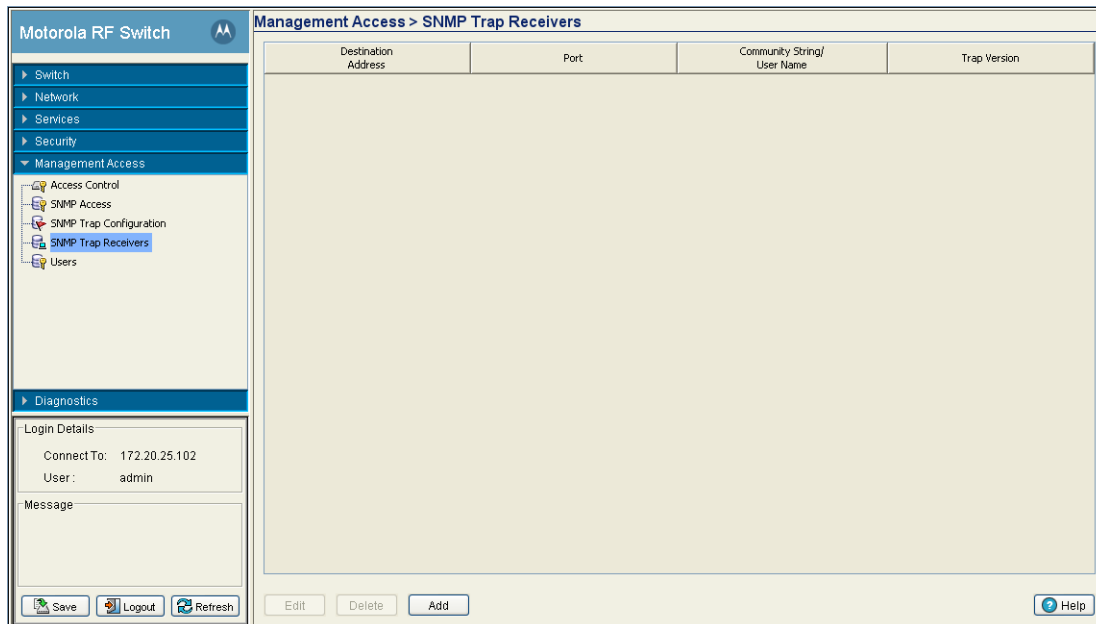 Motorola RF Switch
Switch
Network
Services
Security
Management Access
Access Control
SNMP Access
SNMP Trap Configuration
SNMP Trap Receivers
Users
Diagnostics
Login Details
Connect To: 172.20.25.102
User : admin
Message
Save Logout Refresh
Management Access > SNMP Trap Receivers
Destination
Address
Port
Community String/
User Name
Trap Version
Edit Delete Add
Help